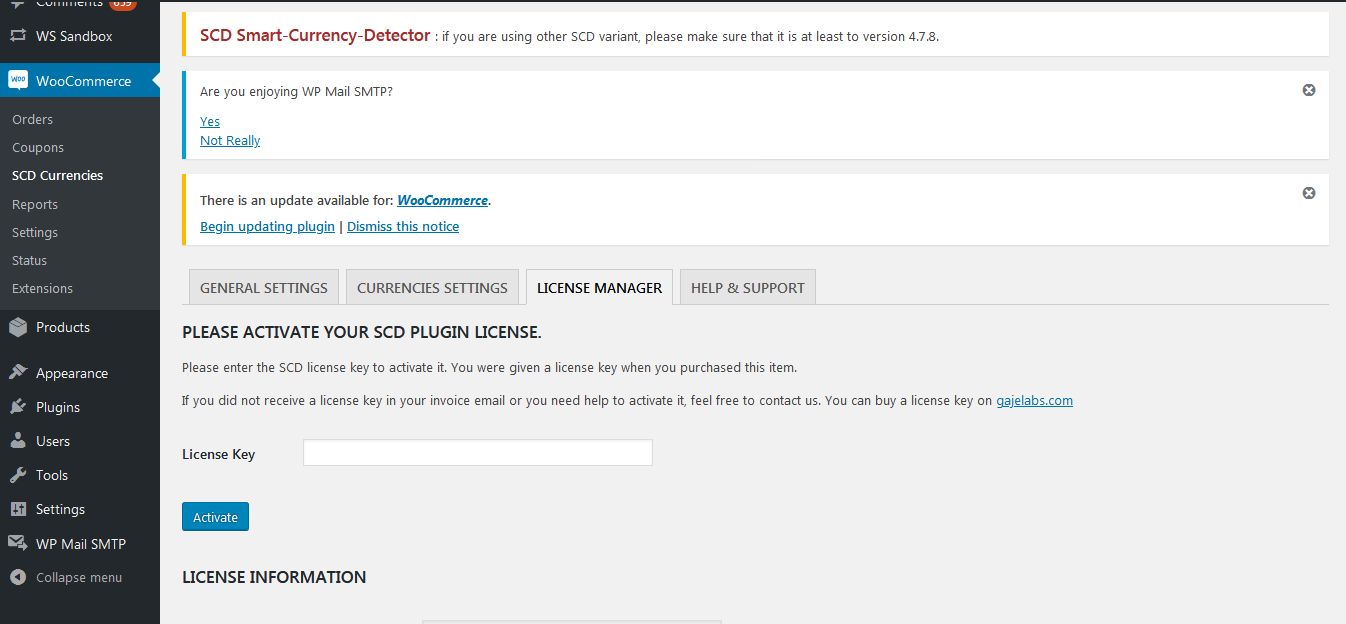 Comments 859
WS Sandbox
WooCommerce
Orders
Coupons
SCD Currencies
Reports
Settings
Status
Extensions
Products
Appearance
Plugins
Users
Tools
Settings
WP Mail SMTP
Collapse menu
SCD Smart-Currency-Detector : if you are using other SCD variant, please make sure that it is at least to version 4.7.8.
Are you enjoying WP Mail SMTP?
Yes
Not Really
There is an update available for: WooCommerce.
Begin updating plugin | Dismiss this notice
GENERAL SETTINGS
CURRENCIES SETTINGS
LICENSE MANAGER
HELP & SUPPORT
PLEASE ACTIVATE YOUR SCD PLUGIN LICENSE.
Please enter the SCD license key to activate it. You were given a license key when you purchased this item.
If you did not receive a license key in your invoice email or you need help to activate it, feel free to contact us. You can buy a license key on gajelabs.com
License Key
Activate
LICENSE INFORMATION